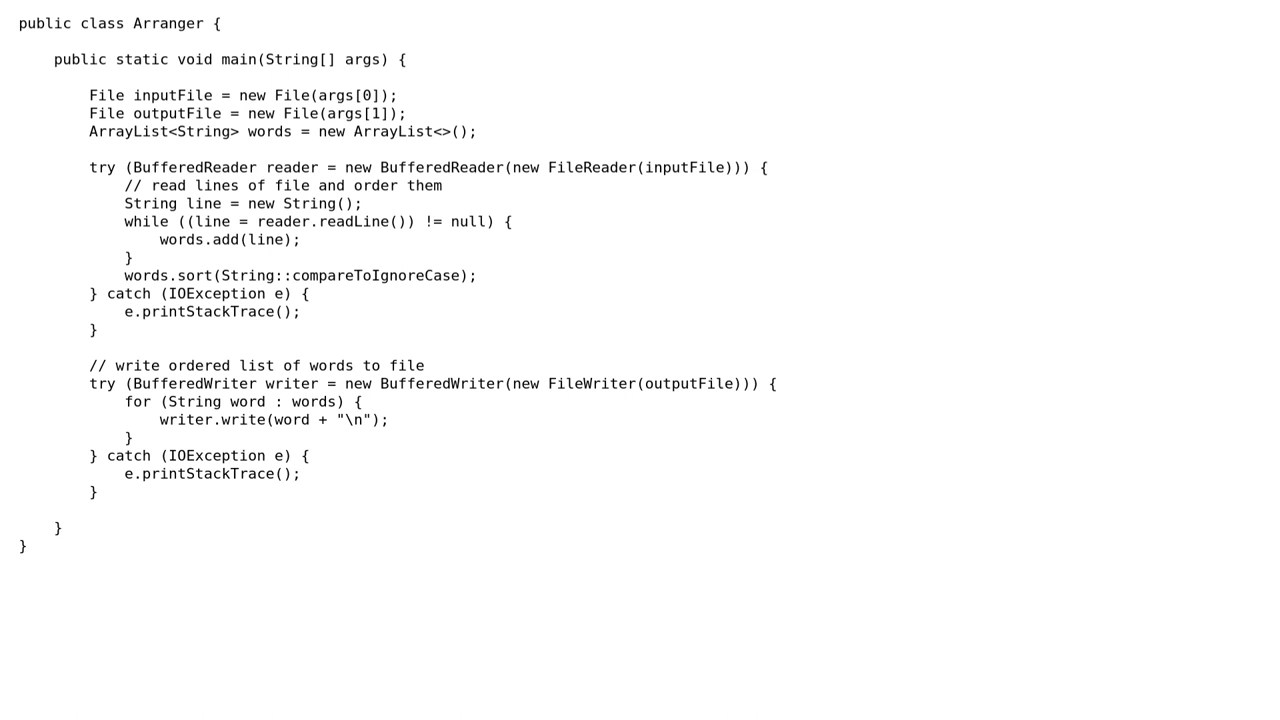 public class Arranger {
    public static void main(String[] args) {
        File inputFile = new File(args[0]);
        File outputFile = new File(args[1]);
        ArrayList<String> words = new ArrayList<>();
        try (BufferedReader reader = new BufferedReader(new FileReader(inputFile))) {
            // read lines of file and order them
            String line = new String();
            while ((line = reader.readLine()) != null) {
                words.add(line);
            }
            words.sort(String::compareToIgnoreCase);
        } catch (IOException e) {
            e.printStackTrace();
        }
        // write ordered list of words to file
        try (BufferedWriter writer = new BufferedWriter(new FileWriter(outputFile))) {
            for (String word : words) {
                writer.write(word + "\n");
            }
        } catch (IOException e) {
            e.printStackTrace();
        }
    }
}